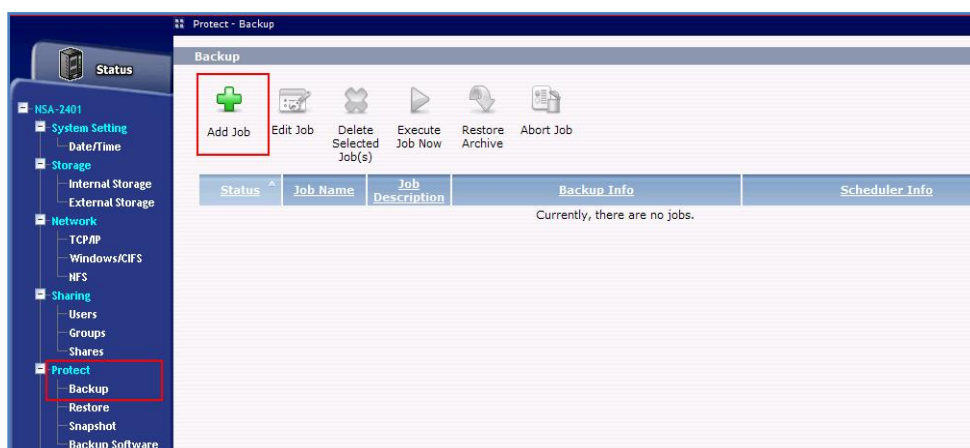 Protect - Backup
Status
Backup
NSA-2401
System Setting
Date/Time
Storage
Internal Storage
External Storage
Network
TCP/IP
Windows/CIFS
NFS
Sharing
Users
Groups
Shares
Protect
Backup
Restore
Snapshot
Backup Software
Add Job
Edit Job
Delete
Selected
Job(s)
Execute
Job Now
Restore
Archive
Abort Job
Status
Job Name
Job
Description
Backup Info
Scheduler Info
Currently, there are no jobs.